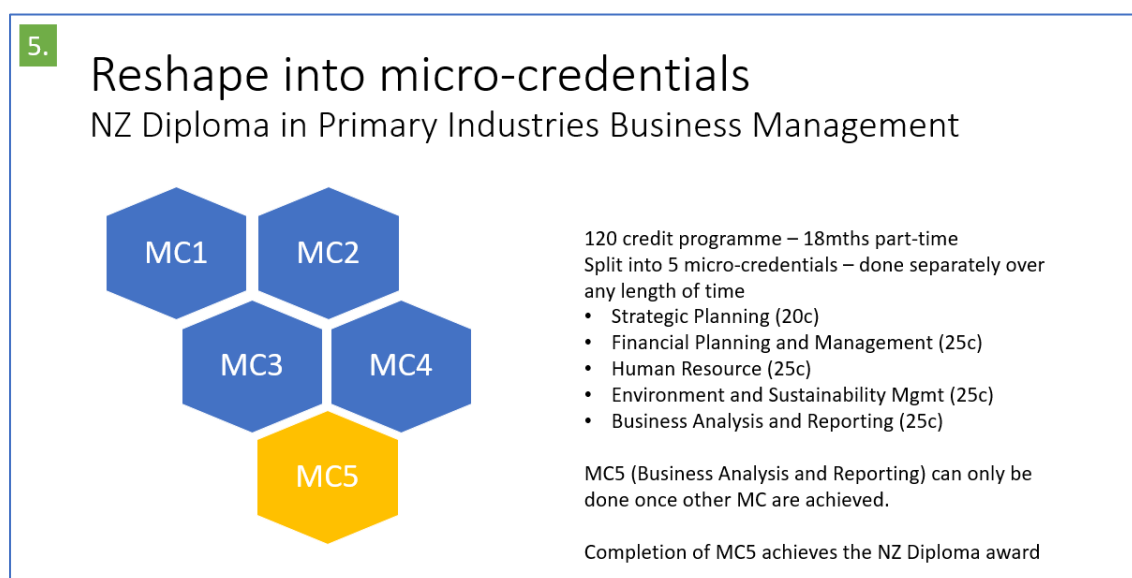 5.
Reshape into micro-credentials
NZ Diploma in Primary Industries Business Management
MC1
MC2
MC3
MC4
MC5
120 credit programme – 18mths part-time
Split into 5 micro-credentials – done separately over
any length of time
• Strategic Planning (20c)
• Financial Planning and Management (25c)
• Human Resource (25c)
• Environment and Sustainability Mgmt (25c)
• Business Analysis and Reporting (25c)
MC5 (Business Analysis and Reporting) can only be
done once other MC are achieved.
Completion of MC5 achieves the NZ Diploma award